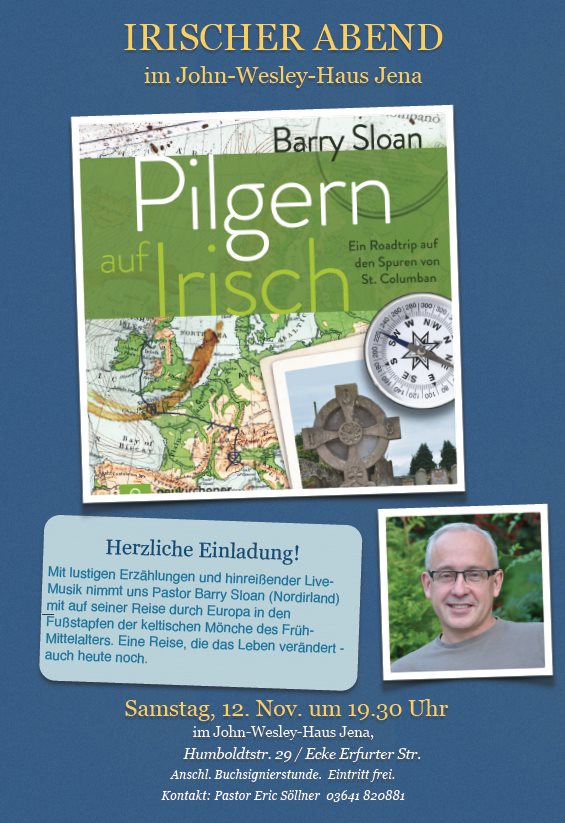 IRISCHER ABEND
im John-Wesley-Haus Jena
Barry Sloan
Pilgern
auf Irisch
Ein Roadtrip auf
den Spuren von
St. Columban
Bay of
Biscay
neukirchener
Herzliche Einladung!
Mit lustigen Erzählungen und hinreißender Live-
Musik nimmt uns Pastor Barry Sloan (Nordirland)
mit auf seiner Reise durch Europa in den
Fußstapfen der keltischen Mönche des Früh-
Mittelalters. Eine Reise, die das Leben verändert -
auch heute noch.
Samstag, 12. Nov. um 19.30 Uhr
im John-Wesley-Haus Jena,
Humboldtstr. 29 / Ecke Erfurter Str.
Anschl. Buchsignierstunde. Eintritt frei.
Kontakt: Pastor Eric Söllner 03641 820881